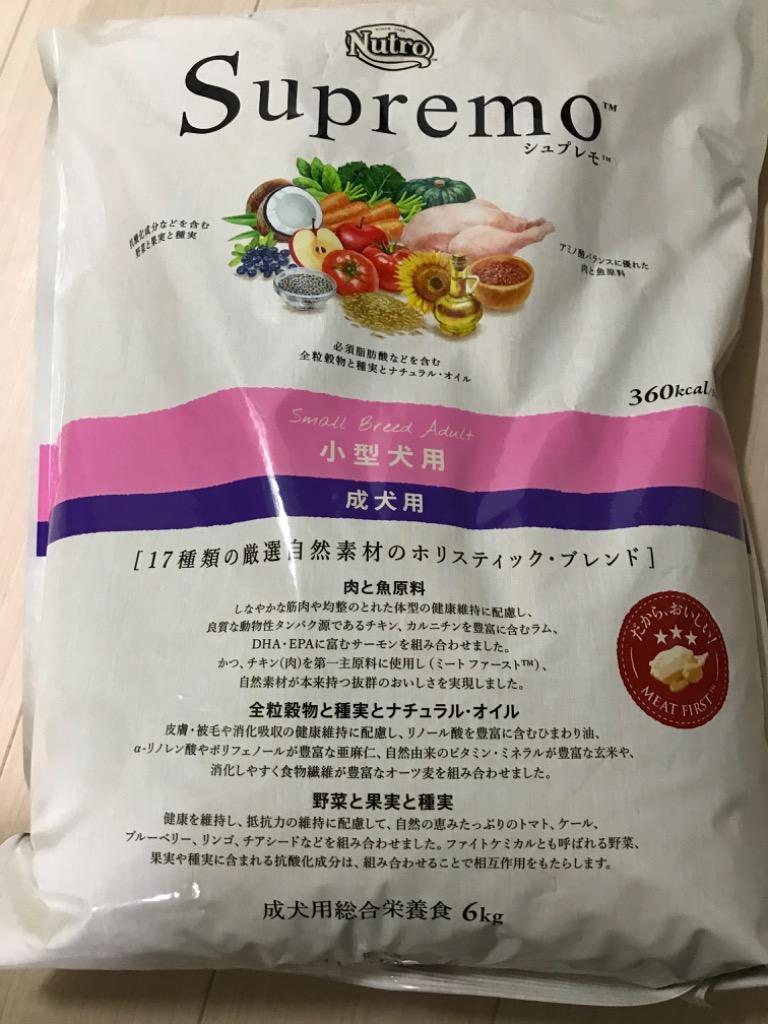 Nutro
Supremo™
シュプレモ™
抗酸化成分などを含む
野菜と果実と種実
アミノ酸バランスに優れた
肉と魚原料
必須脂肪酸などを含む
全粒穀物と種実とナチュラル・オイル
360kcal
Small Breed Adult
小型犬用
成犬用
[17種類の厳選自然素材のホリスティック・ブレンド]
肉と魚原料
しなやかな筋肉や均整のとれた体型の健康維持に配慮し、
良質な動物性タンパク源であるチキン、カルニチンを豊富に含むラム、
DHA・EPAに富むサーモンを組み合わせました。
かつ、チキン(肉)を第一主原料に使用し(ミートファースト™)、
自然素材が本来持つ抜群のおいしさを実現しました。
だから、おいしい!
MEAT FIRST™
全粒穀物と種実とナチュラル・オイル
皮膚・被毛や消化吸収の健康維持に配慮し、リノール酸を豊富に含むひまわり油、
α-リノレン酸やポリフェノールが豊富な亜麻仁、自然由来のビタミン・ミネラルが豊富な玄米や、
消化しやすく食物繊維が豊富なオーツ麦を組み合わせました。
野菜と果実と種実
健康を維持し、抵抗力の維持に配慮して、自然の恵みたっぷりのトマト、ケール、
ブルーベリー、リンゴ、チアシードなどを組み合わせました。ファイトケミカルとも呼ばれる野菜、
果実や種実に含まれる抗酸化成分は、組み合わせることで相互作用をもたらします。
成犬用総合栄養食 6kg